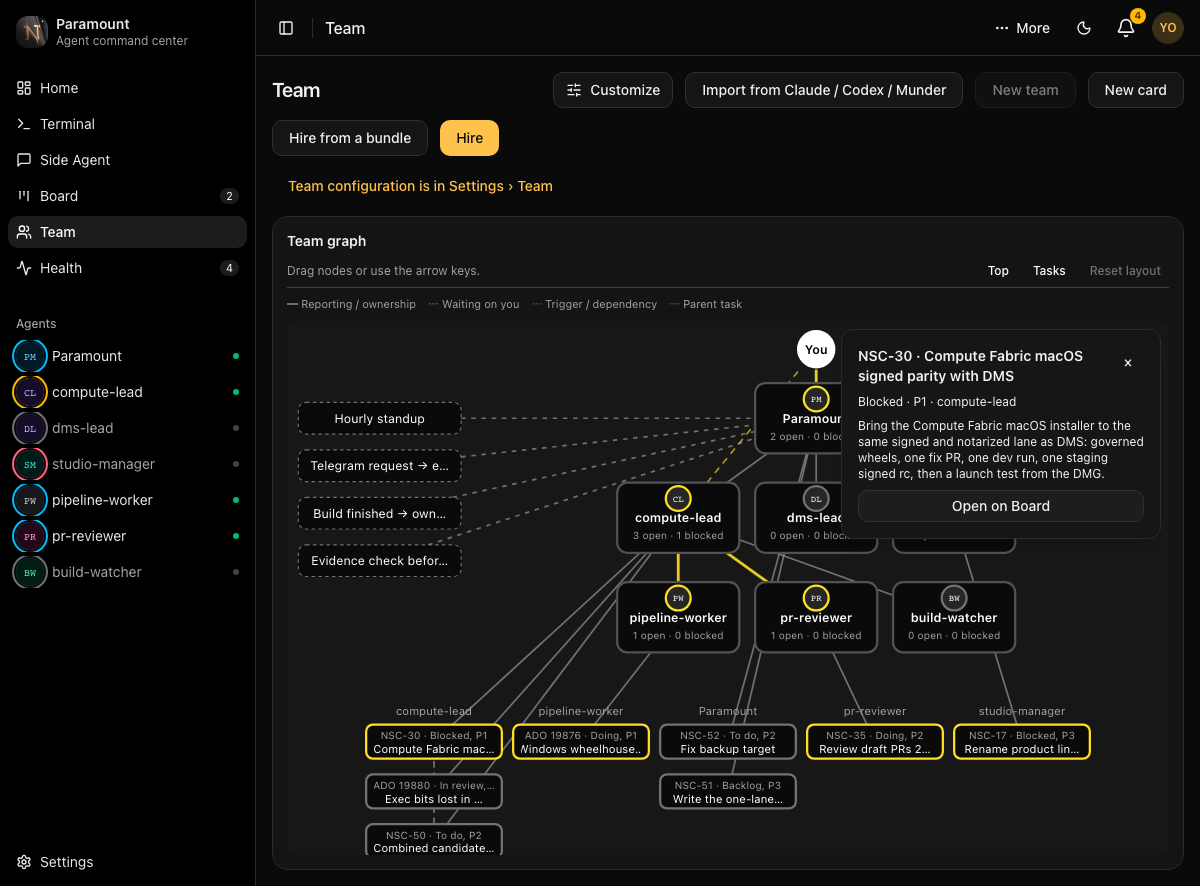 Paramount
Agent command center
Home
Terminal
Side Agent
Board
2
Team
Health
4
Agents
PM Paramount
CL compute-lead
DL dms-lead
SM studio-manager
PW pipeline-worker
PR pr-reviewer
BW build-watcher
Settings
Team
More
4
YO
Team
Customize
Import from Claude / Codex / Munder
New team
New card
Hire from a bundle
Hire
Team configuration is in Settings › Team
Team graph
Drag nodes or use the arrow keys.
Top
Tasks
Reset layout
Reporting / ownership
Waiting on you
Trigger / dependency
Parent task
You
Hourly standup
Telegram request → e...
Build finished → own...
Evidence check befor...
PM
Paramoun
2 open · 0 bloc
CL
compute-lead
3 open · 1 blocked
DL
dms-lead
0 open · 0 block
PW
pipeline-worker
1 open · 0 blocked
PR
pr-reviewer
1 open · 0 blocked
BW
build-watcher
0 open · 0 blocked
NSC-30 · Compute Fabric macOS
signed parity with DMS
×
Blocked · P1 · compute-lead
Bring the Compute Fabric macOS installer to the
same signed and notarized lane as DMS: governed
wheels, one fix PR, one dev run, one staging
signed rc, then a launch test from the DMG.
Open on Board
compute-lead
NSC-30 · Blocked, P1
Compute Fabric mac...
ADO 19880 · In review,...
Exec bits lost in ...
NSC-50 · To do, P2
Combined candidate...
pipeline-worker
ADO 19876 · Doing, P1
Windows wheelhouse..
Paramount
NSC-52 · To do, P2
Fix backup target
NSC-51 · Backlog, P3
Write the one-lane...
pr-reviewer
NSC-35 · Doing, P2
Review draft PRs 2...
studio-manager
NSC-17 · Blocked, P3
Rename product lin...